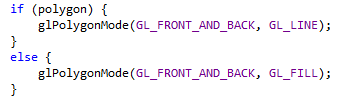 if (polygon) {
    glPolygonMode(GL_FRONT_AND_BACK, GL_LINE);
}
else {
    glPolygonMode(GL_FRONT_AND_BACK, GL_FILL);
}